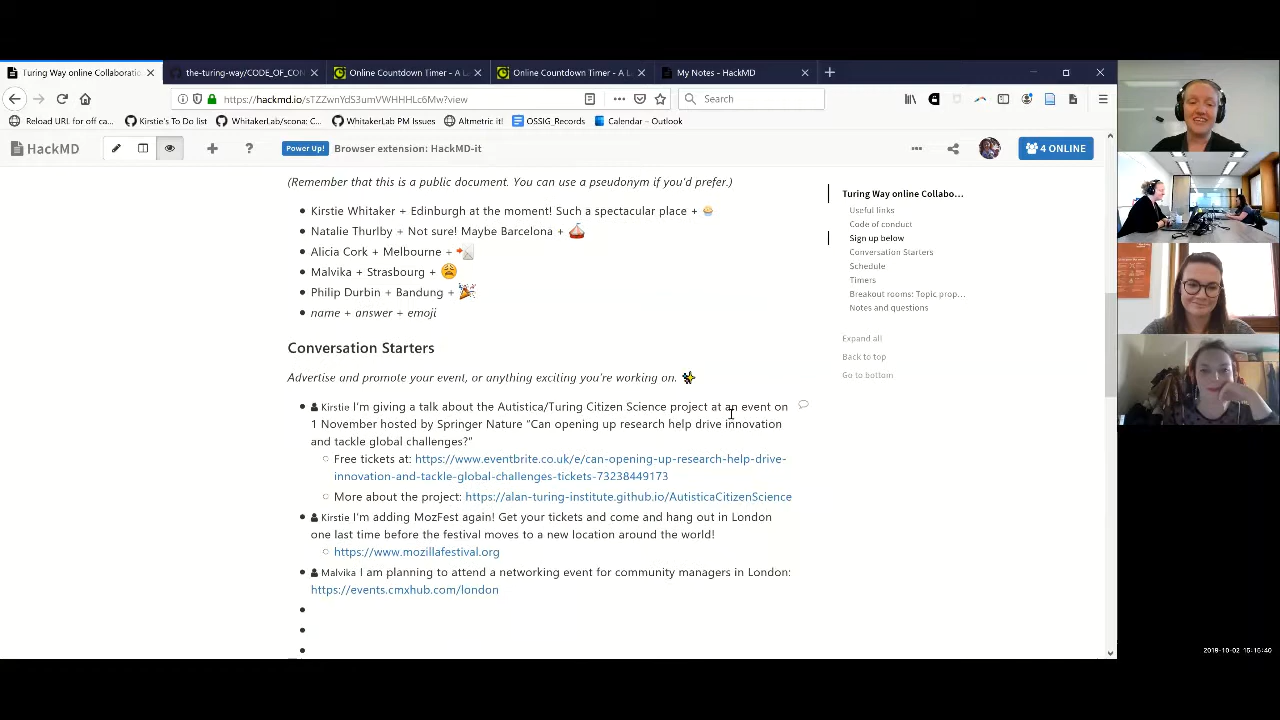 Turing Way online Collaboratio
the-turing-way/CODE_OF_CON
Online Countdown Timer - A La
Online Countdown Timer - A La
My Notes - HackMD
https://hackmd.io/sTZZwnYdS3umVWHHHLc6Mw?view
Search
Reload URL for off ca...
Kirstie's To Do list
WhitakerLab/scona: C...
WhitakerLab PM Issues
Altmetric it!
OSSIG_Records
Calendar – Outlook
HackMD
Power Up!
Browser extension: HackMD-it
4 ONLINE
(Remember that this is a public document. You can use a pseudonym if you'd prefer.)
Kirstie Whitaker + Edinburgh at the moment! Such a spectacular place + 🧁
Natalie Thurlby + Not sure! Maybe Barcelona + ⛵
Alicia Cork + Melbourne + 📲
Malvika + Strasbourg + 😩
Philip Durbin + Bandung + 🎉
name + answer + emoji
Conversation Starters
Advertise and promote your event, or anything exciting you're working on. ✨
Kirstie I'm giving a talk about the Autistica/Turing Citizen Science project at an event on
1 November hosted by Springer Nature "Can opening up research help drive innovation
and tackle global challenges?"
Free tickets at: https://www.eventbrite.co.uk/e/can-opening-up-research-help-drive-
innovation-and-tackle-global-challenges-tickets-73238449173
More about the project: https://alan-turing-institute.github.io/AutisticaCitizenScience
Kirstie I'm adding MozFest again! Get your tickets and come and hang out in London
one last time before the festival moves to a new location around the world!
https://www.mozillafestival.org
Malvika I am planning to attend a networking event for community managers in London:
https://events.cmxhub.com/london
Turing Way online Collabo...
Useful links
Code of conduct
Sign up below
Conversation Starters
Schedule
Timers
Breakout rooms: Topic prop...
Notes and questions
Expand all
Back to top
Go to bottom
2019-10-02 15:15:40